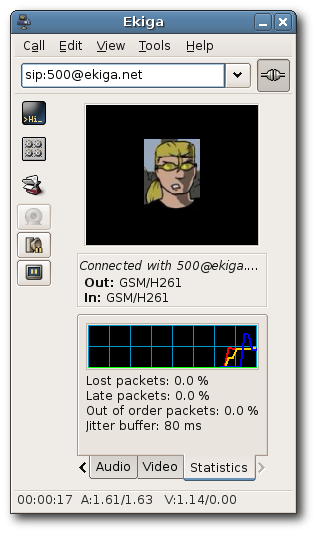 Ekiga
Call Edit View Tools Help
sip:500@ekiga.net
>Hi_
Connected with 500@ekiga....
Out: GSM/H261
In: GSM/H261
Lost packets: 0.0 %
Late packets: 0.0 %
Out of order packets: 0.0 %
Jitter buffer: 80 ms
Audio Video Statistics
00:00:17 A:1.61/1.63 V:1.14/0.00